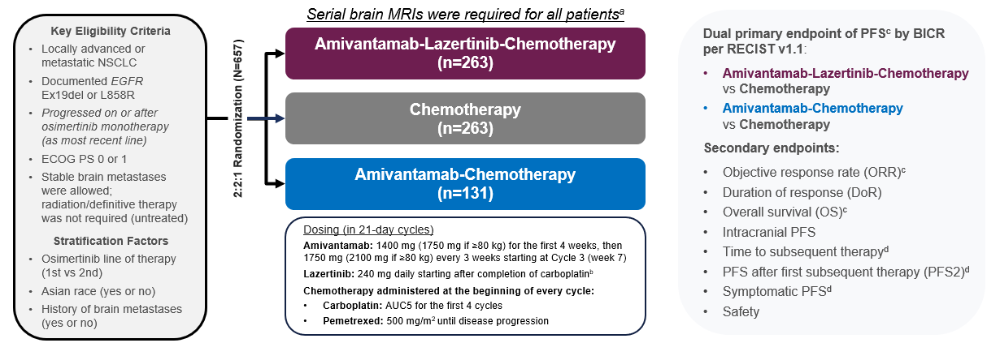 Serial brain MRIs were required for all patientsᵃ
Key Eligibility Criteria
• Locally advanced or
metastatic NSCLC
• Documented EGFR
Ex19del or L858R
• Progressed on or after
osimertinib monotherapy
(as most recent line)
• ECOG PS 0 or 1
• Stable brain metastases
were allowed;
radiation/definitive therapy
was not required (untreated)
Stratification Factors
• Osimertinib line of therapy
(1st vs 2nd)
• Asian race (yes or no)
• History of brain metastases
(yes or no)
2:2:1 Randomization (N=657)
Amivantamab-Lazertinib-Chemotherapy
(n=263)
Chemotherapy
(n=263)
Amivantamab-Chemotherapy
(n=131)
Dosing (in 21-day cycles)
Amivantamab: 1400 mg (1750 mg if ≥80 kg) for the first 4 weeks, then
1750 mg (2100 mg if ≥80 kg) every 3 weeks starting at Cycle 3 (week 7)
Lazertinib: 240 mg daily starting after completion of carboplatinᵇ
Chemotherapy administered at the beginning of every cycle:
• Carboplatin: AUC5 for the first 4 cycles
• Pemetrexed: 500 mg/m² until disease progression
Dual primary endpoint of PFSᶜ by BICR
per RECIST v1.1:
• Amivantamab-Lazertinib-Chemotherapy
vs Chemotherapy
• Amivantamab-Chemotherapy
vs Chemotherapy
Secondary endpoints:
• Objective response rate (ORR)ᶜ
• Duration of response (DoR)
• Overall survival (OS)ᶜ
• Intracranial PFS
• Time to subsequent therapyᵈ
• PFS after first subsequent therapy (PFS2)ᵈ
• Symptomatic PFSᵈ
• Safety